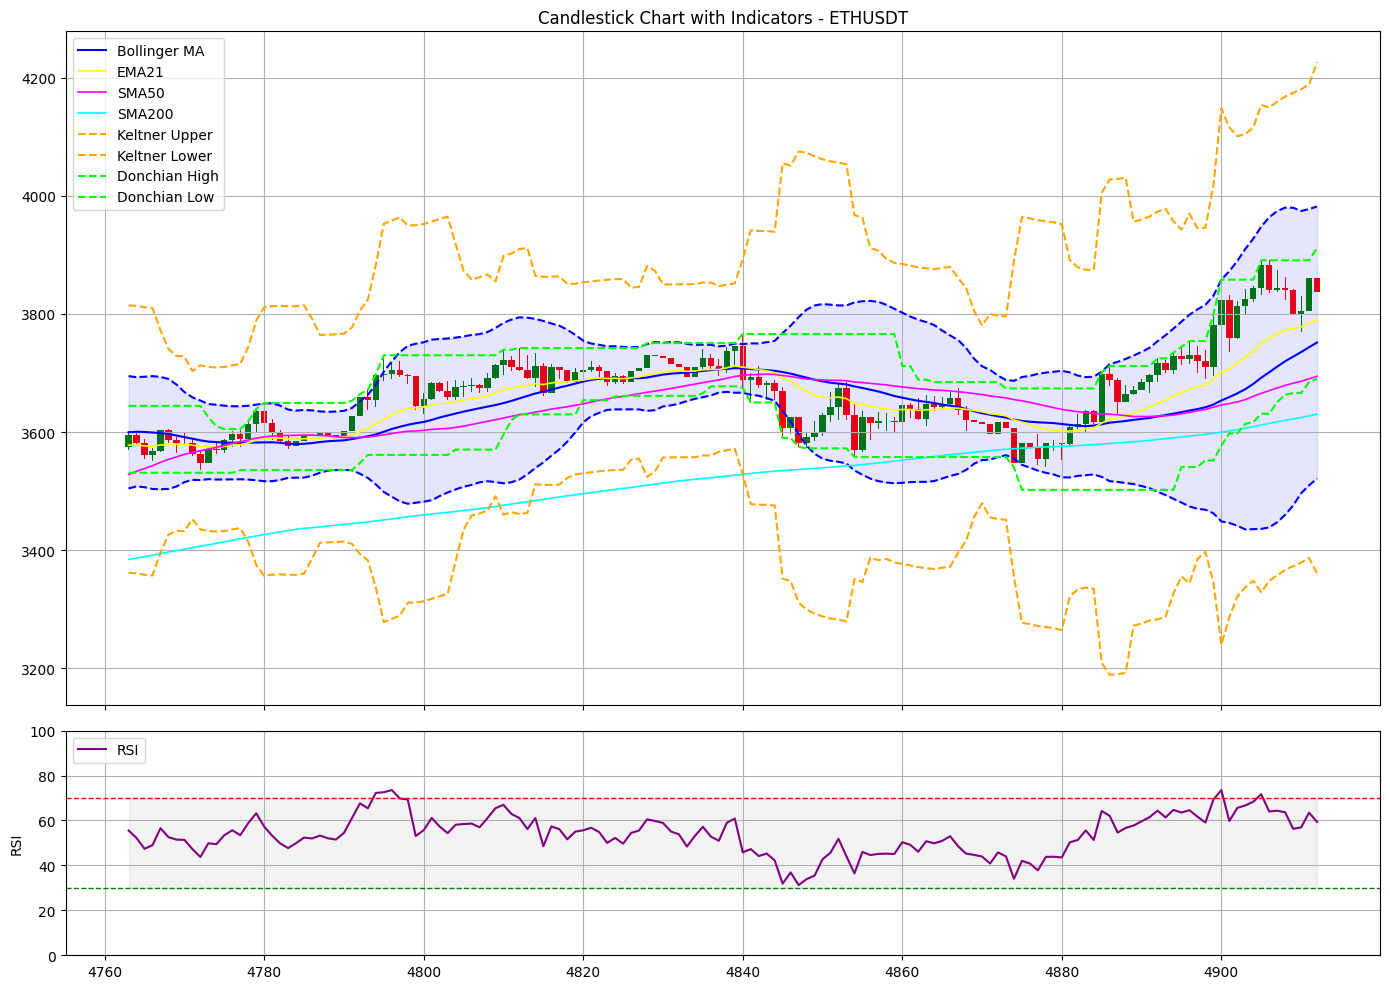 Candlestick Chart with Indicators - ETHUSDT
Bollinger MA
EMA21
SMA50
SMA200
Keltner Upper
Keltner Lower
Donchian High
Donchian Low
4200
4000
3800
3600
3400
3200
RSI
100
80
60
40
20
0
RSI
4760
4780
4800
4820
4840
4860
4880
4900